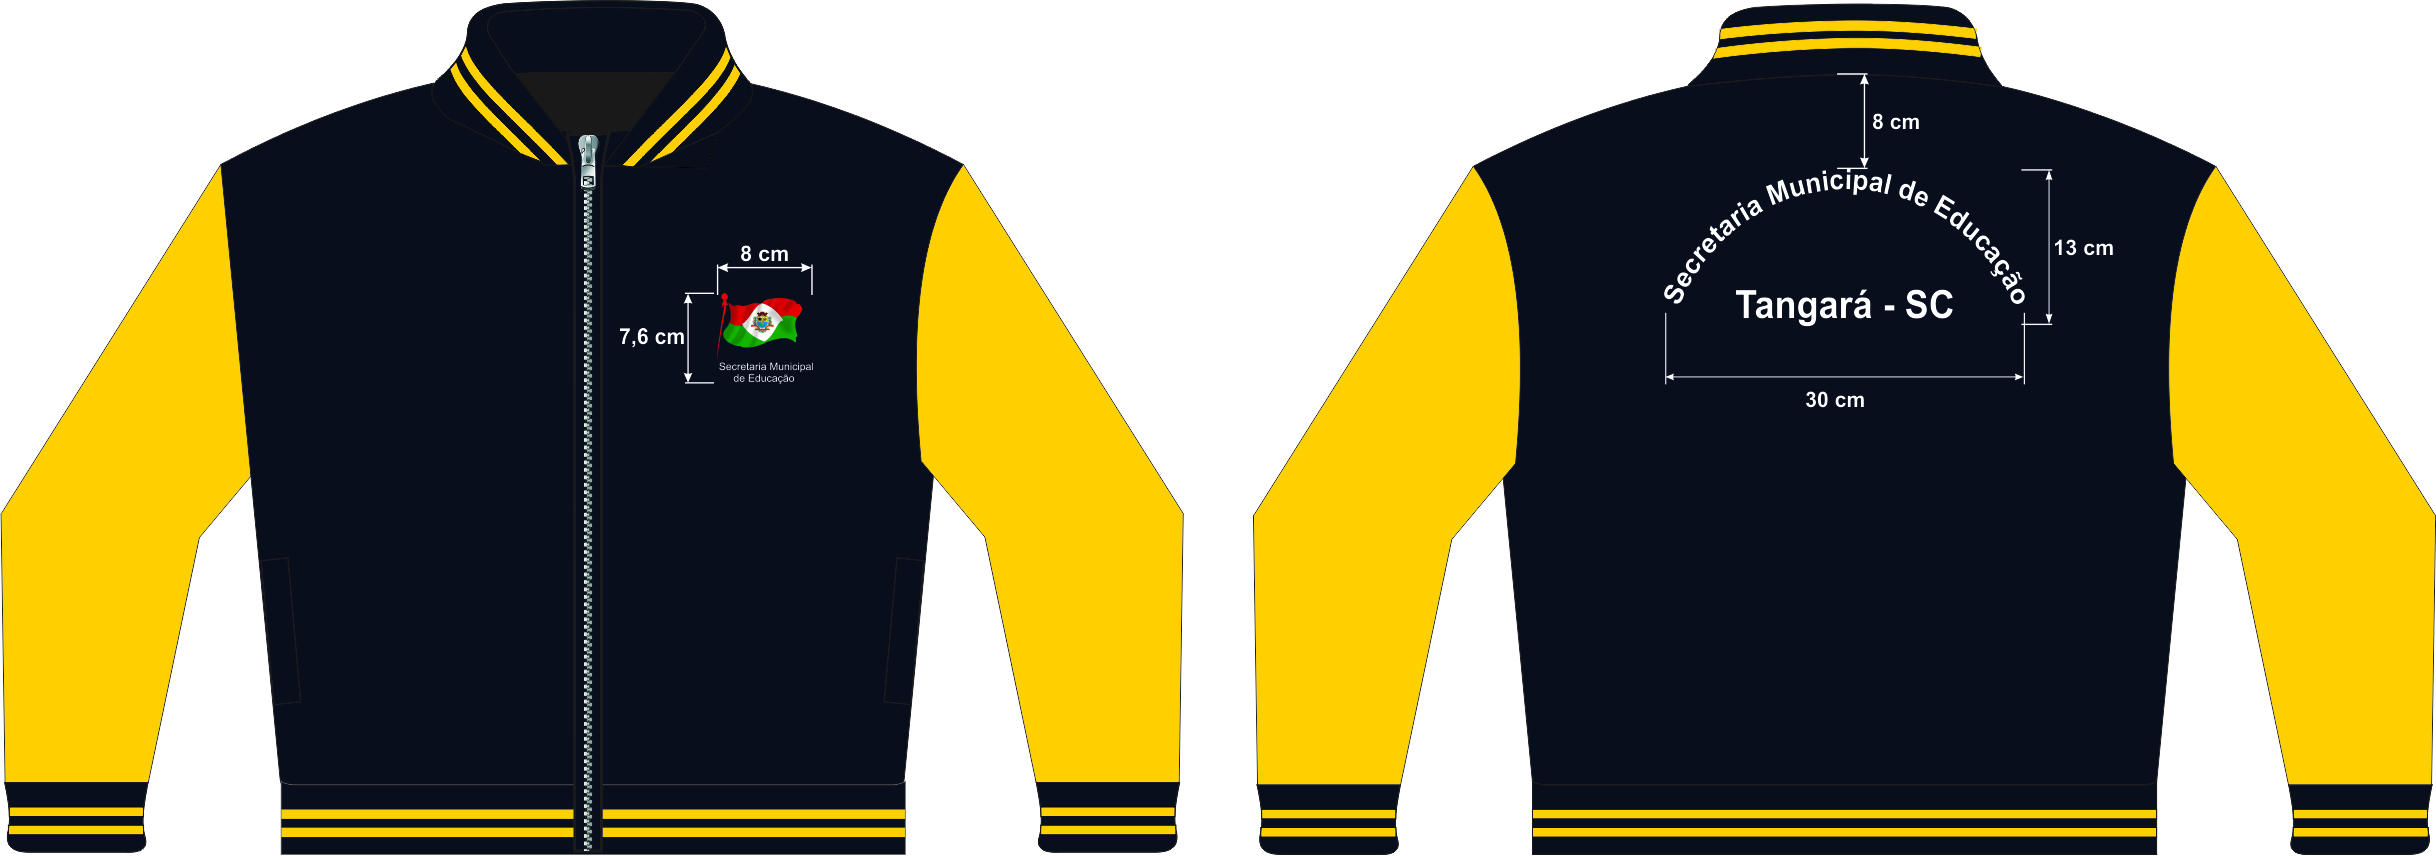 8 cm
7,6 cm
Secretaria Municipal
de Educação
8 cm
Secretaria Municipal de Educação
13 cm
Tangará - SC
30 cm